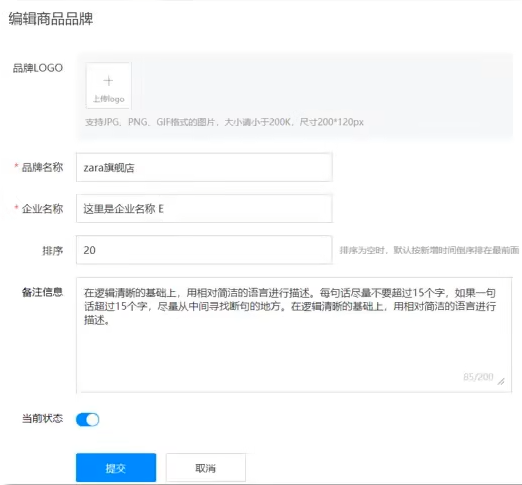 编辑商品品牌
品牌LOGO
上传logo
支持JPG、PNG、GIF格式的图片、大小请小于200K、尺寸200*120px
* 品牌名称 zara旗舰店
* 企业名称 这里是企业名称 E
排序 20 排序为空时，默认按新增时间倒序排在最前面
备注信息 在逻辑清晰的基础上，用相对简洁的语言进行描述。每句话尽量不要超过15个字，如果一句
话超过15个字，尽量从中间寻找断句的地方。在逻辑清晰的基础上，用相对简洁的语言进行
描述。
85/200
当前状态
提交 取消